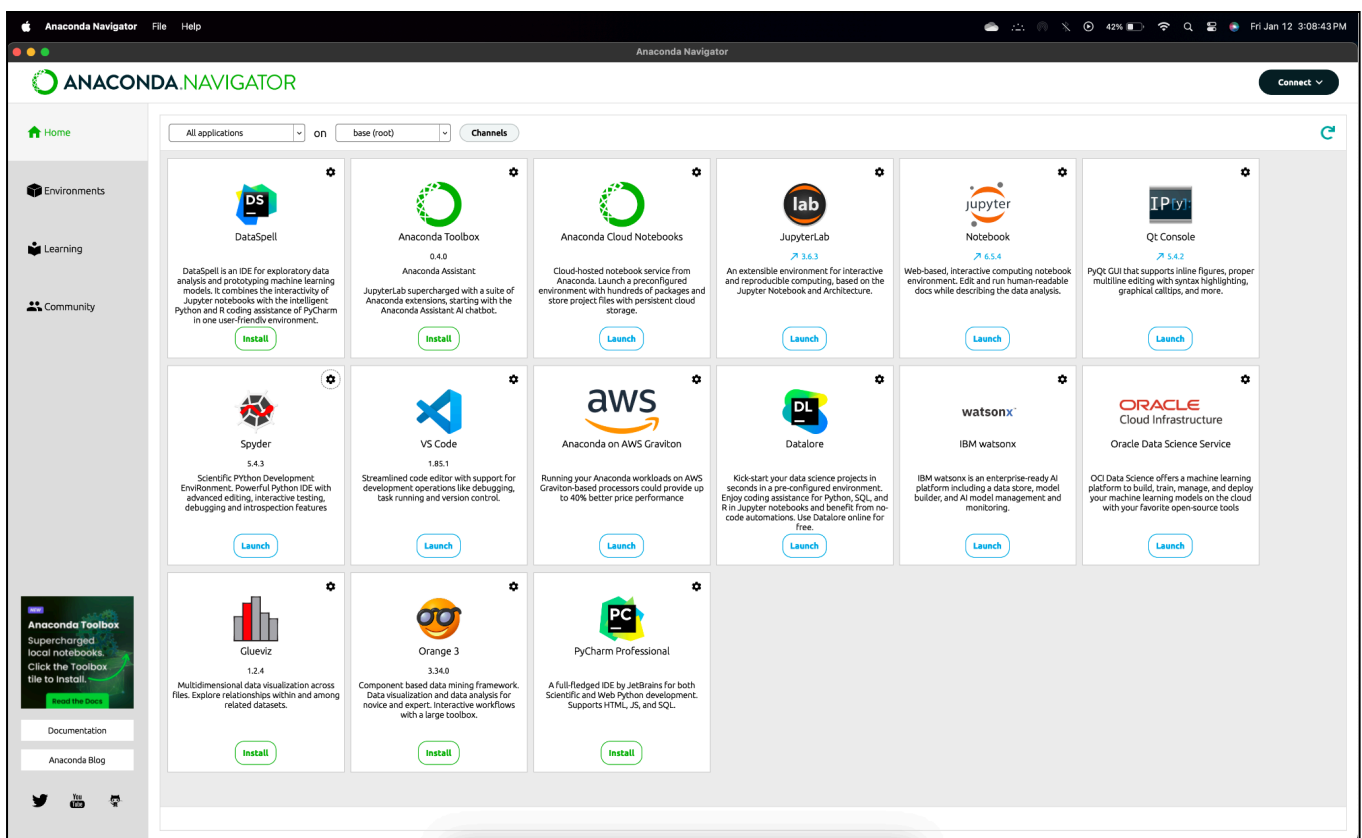 Anaconda Navigator File Help
42% Fri Jan 12 3:08:43 PM
Anaconda Navigator
ANACONDA.NAVIGATOR
Connect
Home
Environments
Learning
Community
All applications on base (root) Channels
DS
DataSpell
DataSpell is an IDE for exploratory data
analysis and prototyping machine learning
models. It combines the interactivity of
Jupyter notebooks with the intelligent
Python and R coding assistance of PyCharm
in one user-friendly environment.
Install
Anaconda Toolbox
0.4.0
Anaconda Assistant
JupyterLab supercharged with a suite of
Anaconda extensions, starting with the
Anaconda Assistant AI chatbot.
Install
Anaconda Cloud Notebooks
Cloud-hosted notebook service from
Anaconda. Launch a preconfigured
environment with hundreds of packages and
store project files with persistent cloud
storage.
Launch
lab
JupyterLab
3.6.3
An extensible environment for interactive
and reproducible computing, based on the
Jupyter Notebook and Architecture.
Launch
jupyter
Notebook
6.5.4
Web-based, interactive computing notebook
environment. Edit and run human-readable
docs while describing the data analysis.
Launch
IP[y]:
Qt Console
5.4.2
PyQt GUI that supports inline figures, proper
multiline editing with syntax highlighting,
graphical calltips, and more.
Launch
Spyder
5.4.3
Scientific PYthon Development
EnviRonment. Powerful Python IDE with
advanced editing, interactive testing,
debugging and introspection features
Launch
VS Code
1.85.1
Streamlined code editor with support for
development operations like debugging,
task running and version control.
Launch
aws
Anaconda on AWS Graviton
Running your Anaconda workloads on AWS
Graviton-based processors could provide up
to 40% better price performance
Launch
DL
Datalore
Kick-start your data science projects in
seconds in a pre-configured environment.
Enjoy coding assistance for Python, SQL, and
R in Jupyter notebooks and benefit from no-
code automations. Use Datalore online for
free.
Launch
watsonx
IBM watsonx
IBM watsonx is an enterprise-ready AI
platform including a data store, model
builder, and AI model management and
monitoring.
Launch
ORACLE
Cloud Infrastructure
Oracle Data Science Service
OCI Data Science offers a machine learning
platform to build, train, manage, and deploy
your machine learning models on the cloud
with your favorite open-source tools
Launch
Glueviz
1.2.4
Multidimensional data visualization across
files. Explore relationships within and among
related datasets.
Install
Orange 3
3.34.0
Component based data mining framework.
Data visualization and data analysis for
novice and expert. Interactive workflows
with a large toolbox.
Install
PC
PyCharm Professional
A full-fledged IDE by JetBrains for both
Scientific and Web Python development.
Supports HTML, JS, and SQL.
Install
NEW
Anaconda Toolbox
Supercharged
local notebooks.
Click the Toolbox
tile to Install.
Read the Docs
Documentation
Anaconda Blog
You
Tube